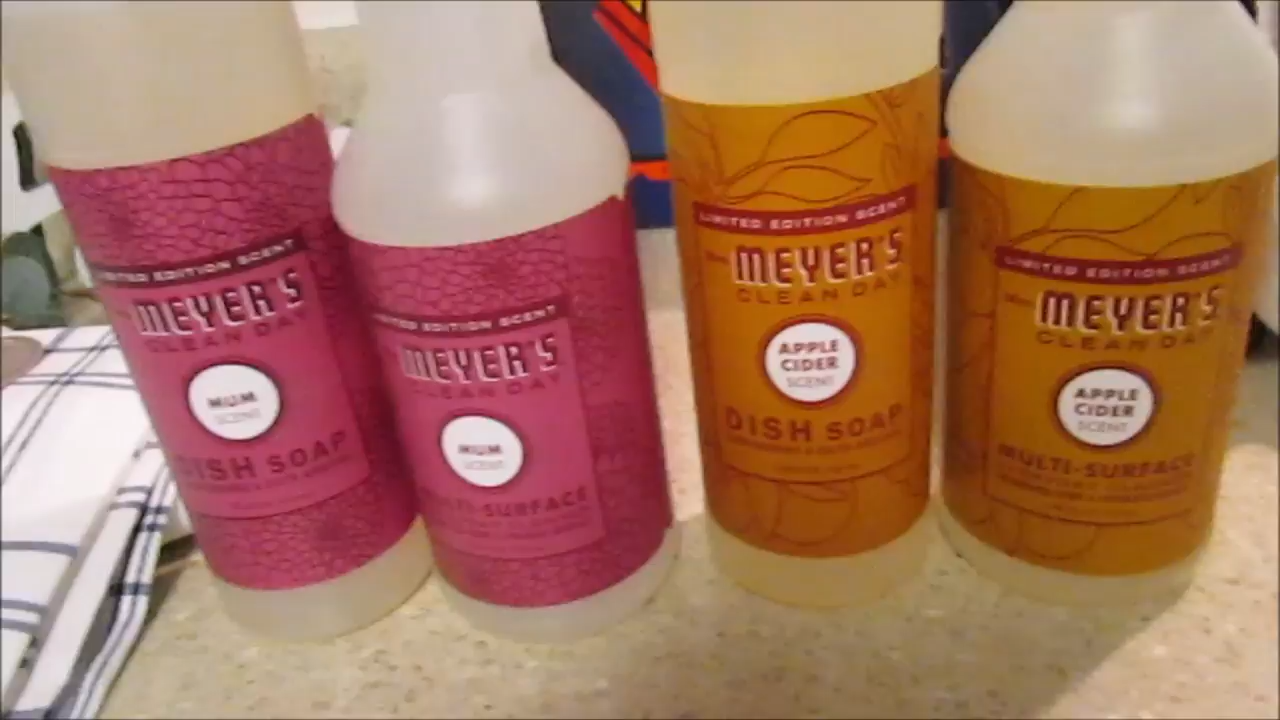 LIMITED EDITION SCENT
MEYER'S
CLEAN DAY
MUM
SCENT
DISH SOAP
LIMITED EDITION SCENT
MEYER'S
CLEAN DAY
MUM
SCENT
MULTI-SURFACE
LIMITED EDITION SCENT
MEYER'S
CLEAN DAY
APPLE
CIDER
SCENT
DISH SOAP
LIMITED EDITION SCENT
MEYER'S
CLEAN DAY
APPLE
CIDER
SCENT
MULTI-SURFACE